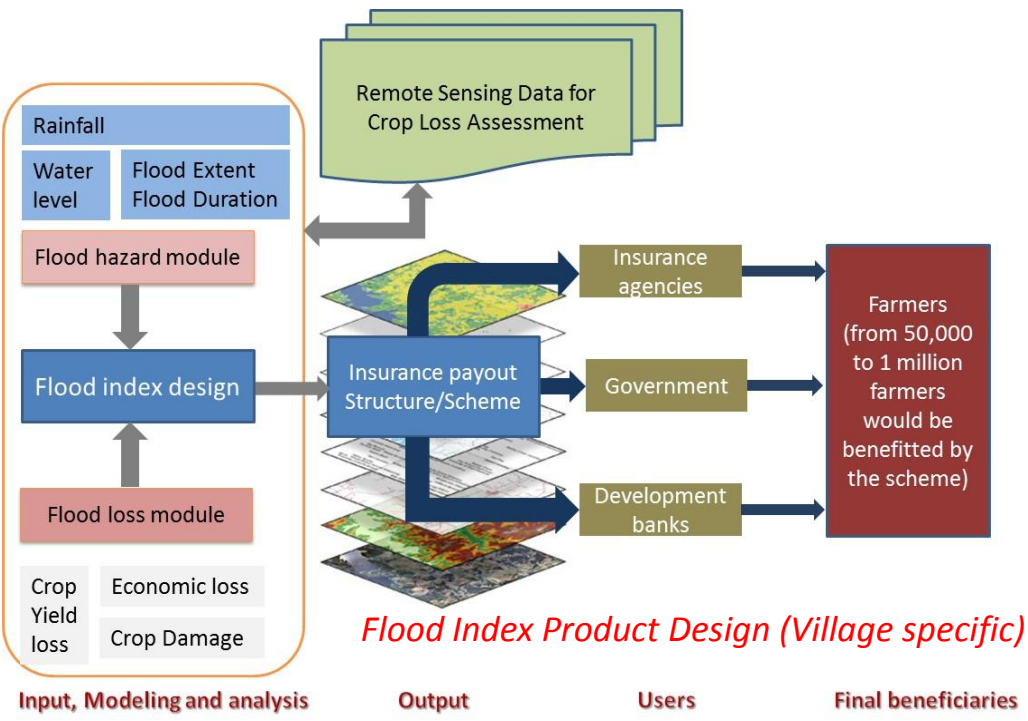 Remote Sensing Data for
Crop Loss Assessment
Rainfall
Water
level
Flood Extent
Flood Duration
Flood hazard module
Flood index design
Flood loss module
Crop
Yield
loss
Economic loss
Crop Damage
Insurance payout
Structure/Scheme
Insurance
agencies
Government
Development
banks
Farmers
(from 50,000
to 1 million
farmers
would be
benefitted by
the scheme)
Flood Index Product Design (Village specific)
Input, Modeling and analysis
Output
Users
Final beneficiaries